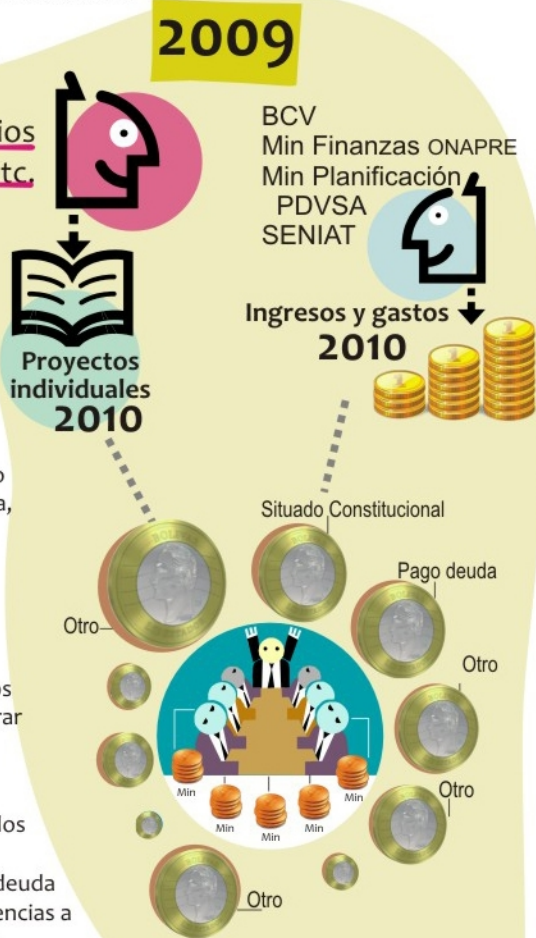 2009
ios
tc.
BCV
Min Finanzas ONAPRE
Min Planificación
PDVSA
SENIAT
Proyectos
individuales
2010
Ingresos y gastos
2010
o
a,
Situado Constitucional
Pago deuda
Otro
Otro
os
rar
Min
Min
Min
Min
Min
Otro
los
deuda
encias a
Otro